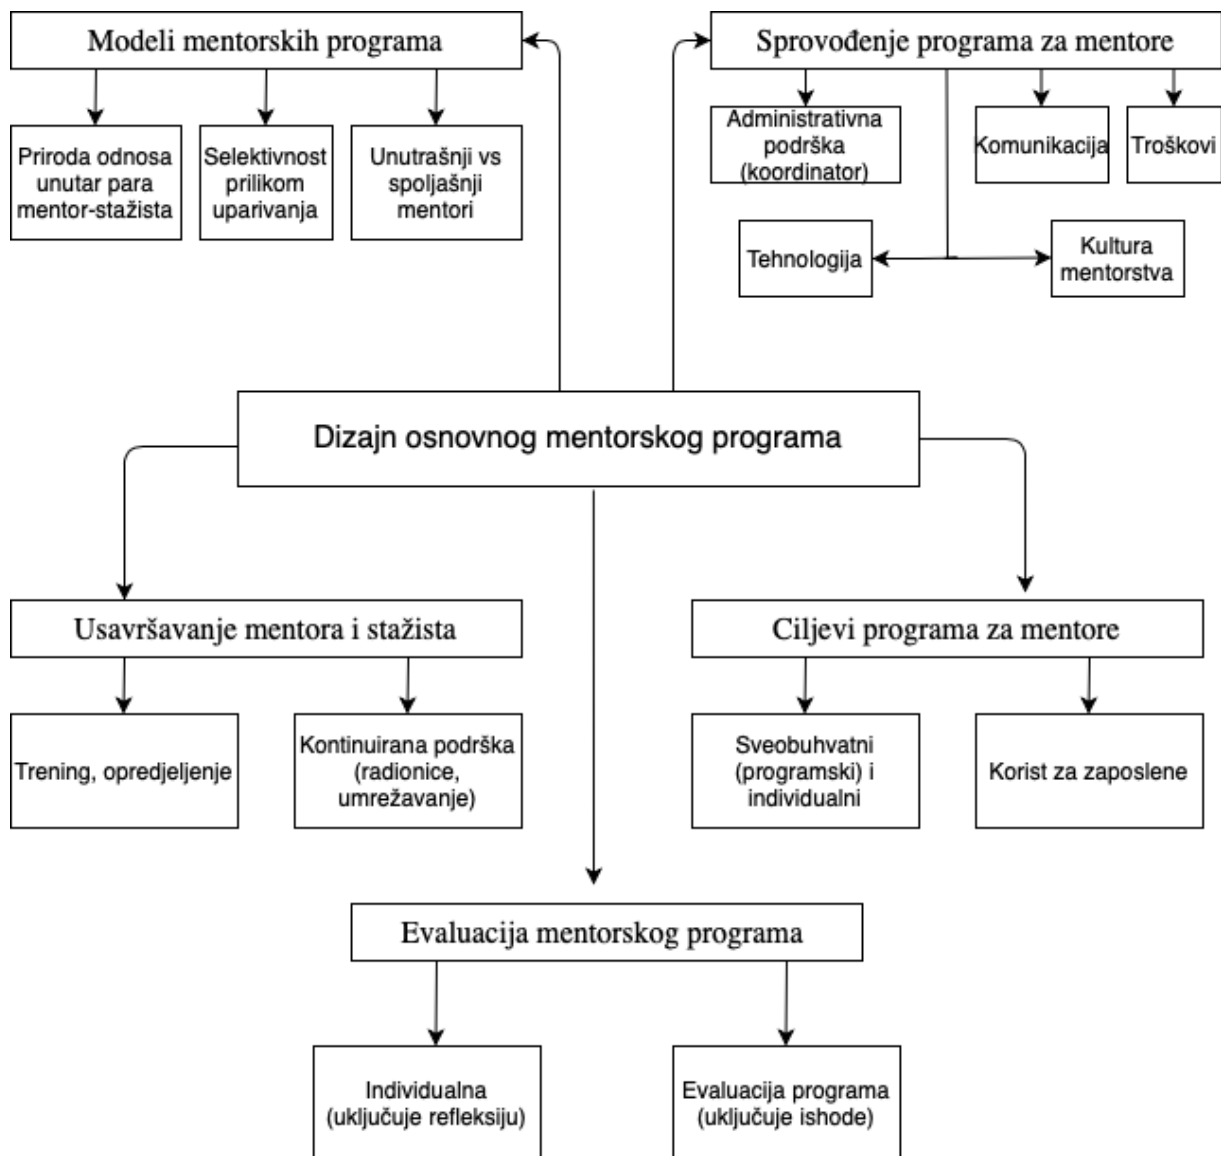 Modeli mentorskih programa
Sprovođenje programa za mentore
Priroda odnosa
unutar para
mentor-stažista
Selektivnost
prilikom
uparivanja
Unutrašnji vs
spoljašnji
mentori
Administrativna
podrška
(koordinator)
Komunikacija
Troškovi
Tehnologija
Kultura
mentorstva
Dizajn osnovnog mentorskog programa
Usavršavanje mentora i stažista
Ciljevi programa za mentore
Trening, opredjeljenje
Kontinuirana podrška
(radionice,
umrežavanje)
Sveobuhvatni
(programski) i
individualni
Korist za zaposlene
Evaluacija mentorskog programa
Individualna
(uključuje refleksiju)
Evaluacija programa
(uključuje ishode)